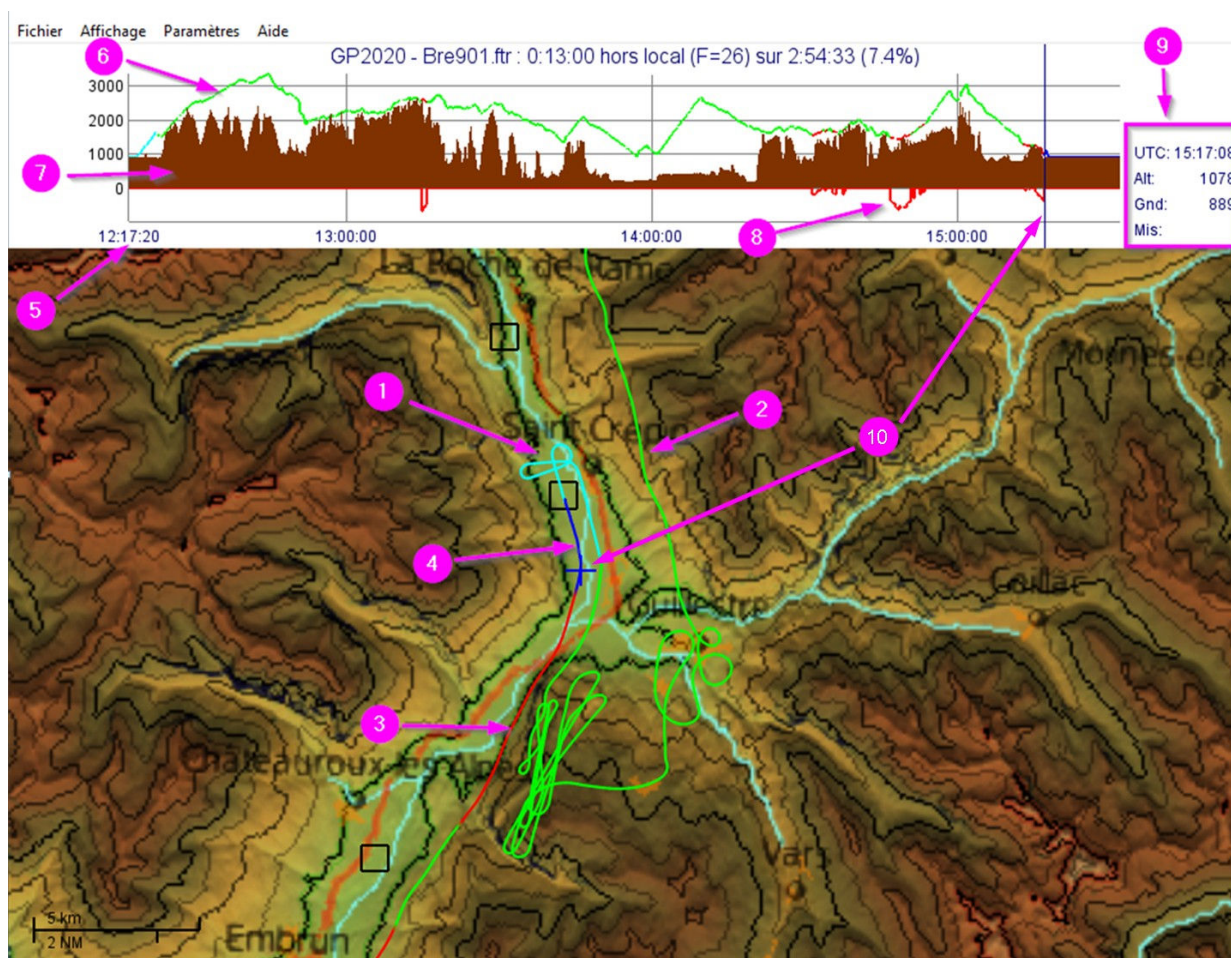 Fichier Affichage Paramètres Aide
GP2020 - Bre901.ftr : 0:13:00 hors local (F=26) sur 2:54:33 (7.4%)
9
6
3000
2000
UTC: 15:17:08
1000
Alt: 1078
7
Gnd: 889
0
Mis:
8
12:17:20 13:00:00 14:00:00 15:00:00
5
La Roche-de-Rame
1
2
10
Saint Crépin
4
Guillestre
3
Châteauroux-les-Alpes
Vars
5 km
2 NM
Embrun